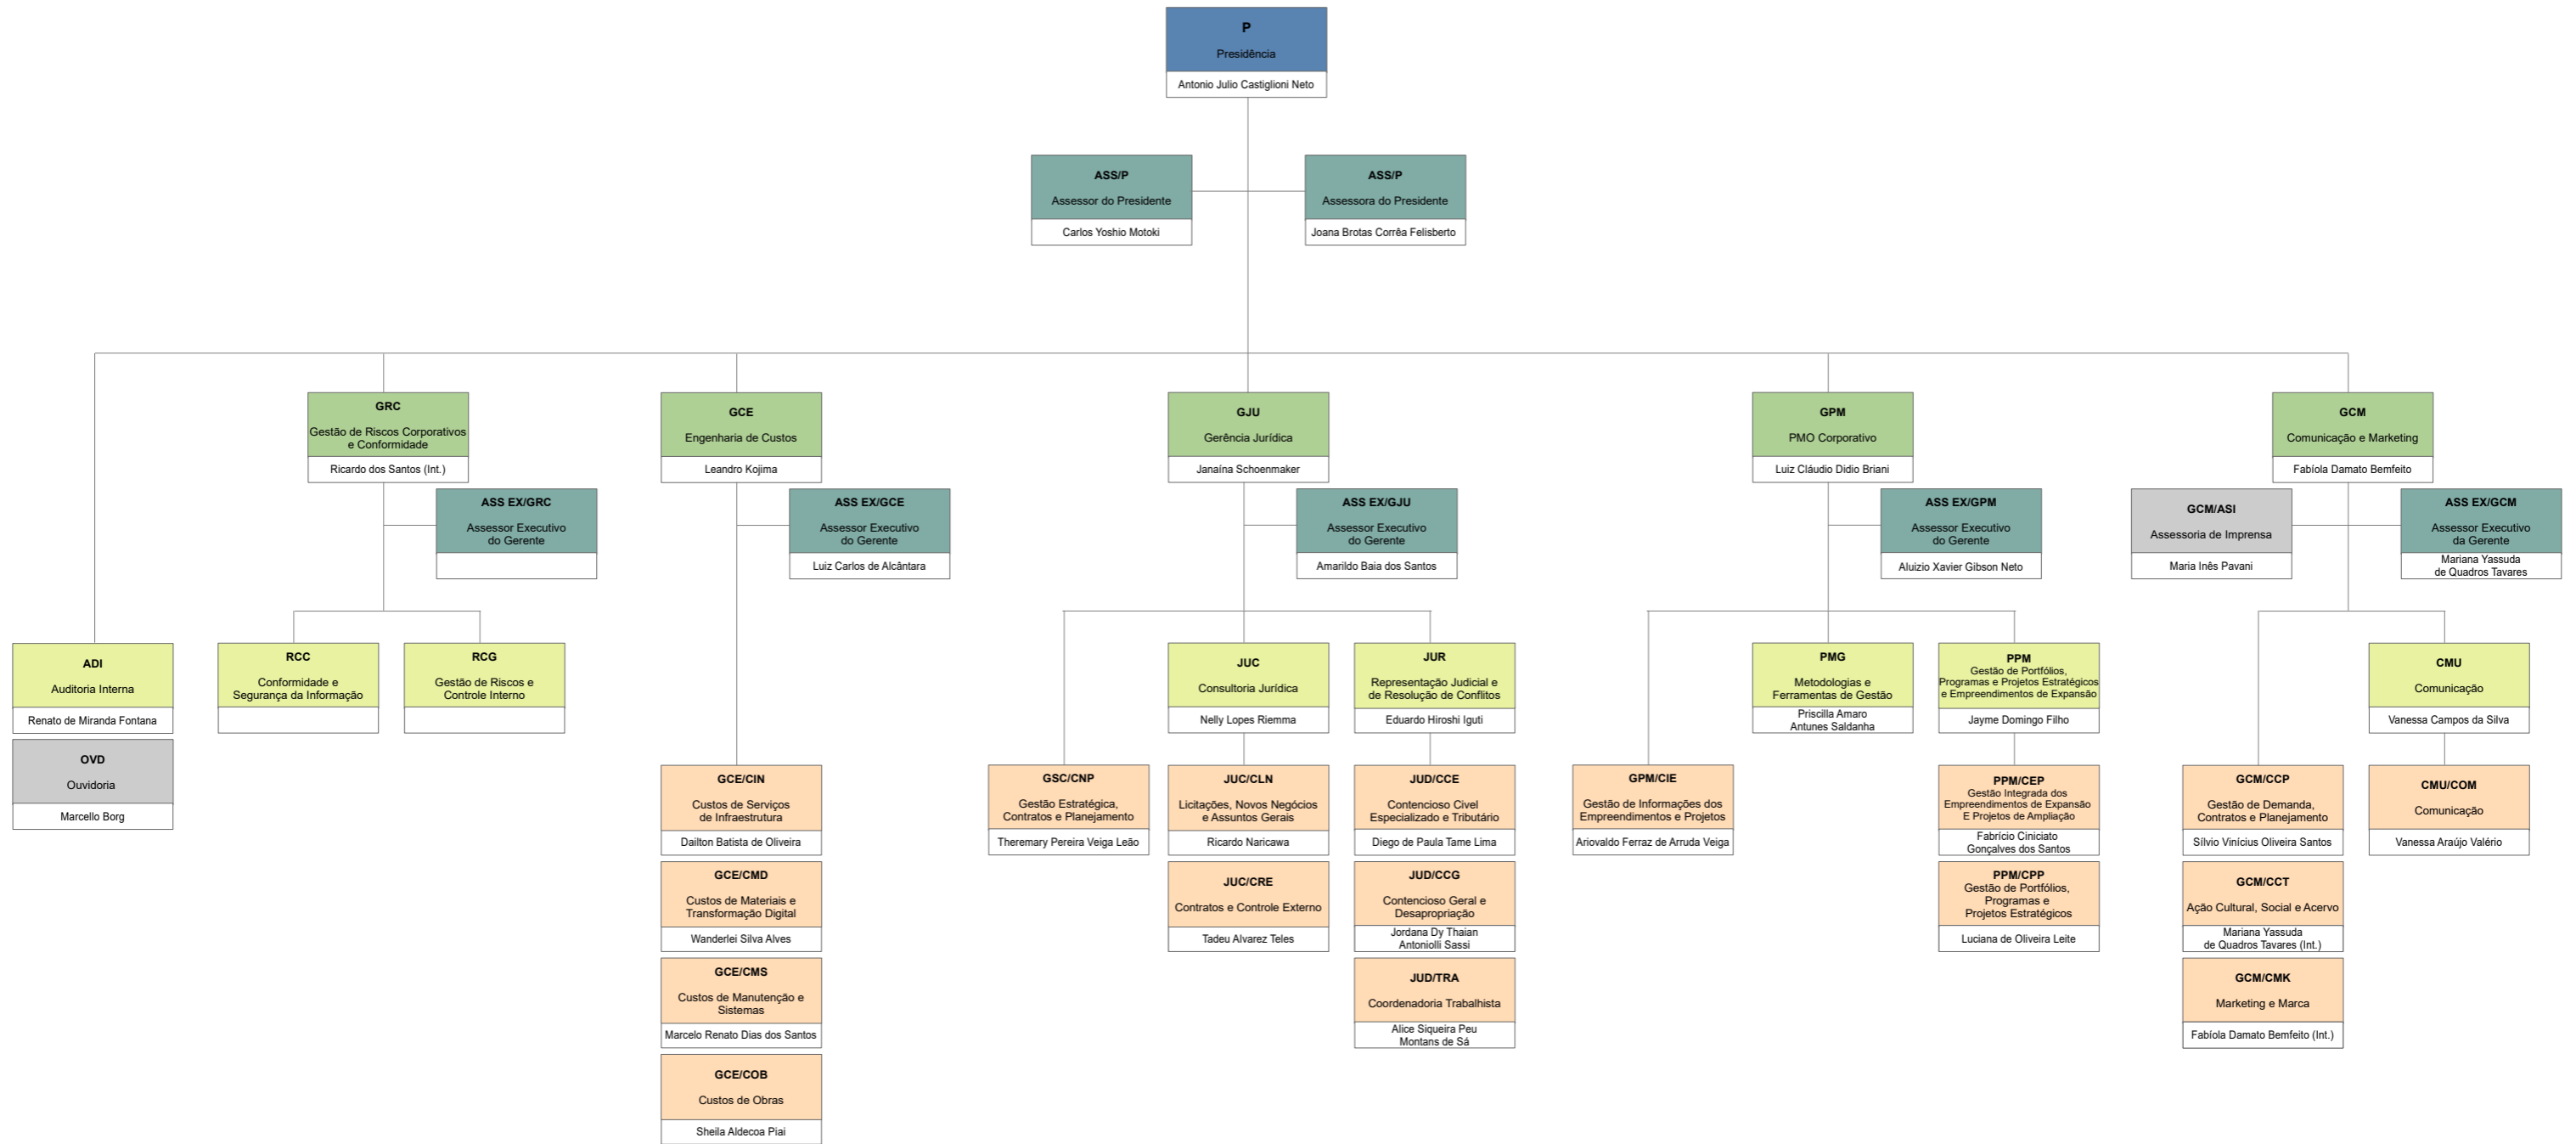 P
Presidência
Antonio Julio Castiglioni Neto
ASS/P
Assessor do Presidente
Carlos Yoshio Motoki
ASS/P
Assessora do Presidente
Joana Brotas Corrêa Felisberto
GRC
Gestão de Riscos Corporativos
e Conformidade
Ricardo dos Santos (Int.)
GCE
Engenharia de Custos
Leandro Kojima
GJU
Gerência Jurídica
Janaína Schoenmaker
GPM
PMO Corporativo
Luiz Cláudio Didio Briani
GCM
Comunicação e Marketing
Fabíola Damato Bemfeito
ASS EX/GRC
Assessor Executivo
do Gerente
ASS EX/GCE
Assessor Executivo
do Gerente
Luiz Carlos de Alcântara
ASS EX/GJU
Assessor Executivo
do Gerente
Amarildo Baia dos Santos
ASS EX/GPM
Assessor Executivo
do Gerente
Aluizio Xavier Gibson Neto
GCM/ASI
Assessoria de Imprensa
Maria Inês Pavani
ASS EX/GCM
Assessor Executivo
da Gerente
Mariana Yassuda
de Quadros Tavares
ADI
Auditoria Interna
Renato de Miranda Fontana
RCC
Conformidade e
Segurança da Informação
RCG
Gestão de Riscos e
Controle Interno
JUC
Consultoria Jurídica
Nelly Lopes Riemma
JUR
Representação Judicial e
de Resolução de Conflitos
Eduardo Hiroshi Iguti
PMG
Metodologias e
Ferramentas de Gestão
Priscilla Amaro
Antunes Saldanha
PPM
Gestão de Portfólios,
Programas e Projetos Estratégicos
e Empreendimentos de Expansão
Jayme Domingo Filho
CMU
Comunicação
Vanessa Campos da Silva
OVD
Ouvidoria
Marcello Borg
GCE/CIN
Custos de Serviços
de Infraestrutura
Dailton Batista de Oliveira
GSC/CNP
Gestão Estratégica,
Contratos e Planejamento
Theremary Pereira Veiga Leão
JUC/CLN
Licitações, Novos Negócios
e Assuntos Gerais
Ricardo Naricawa
JUD/CCE
Contencioso Civel
Especializado e Tributário
Diego de Paula Tame Lima
GPM/CIE
Gestão de Informações dos
Empreendimentos e Projetos
Ariovaldo Ferraz de Arruda Veiga
PPM/CEP
Gestão Integrada dos
Empreendimentos de Expansão
E Projetos de Ampliação
Fabrício Ciniciato
Gonçalves dos Santos
GCM/CCP
Gestão de Demanda,
Contratos e Planejamento
Sílvio Vinícius Oliveira Santos
CMU/COM
Comunicação
Vanessa Araújo Valério
GCE/CMD
Custos de Materiais e
Transformação Digital
Wanderlei Silva Alves
JUC/CRE
Contratos e Controle Externo
Tadeu Alvarez Teles
JUD/CCG
Contencioso Geral e
Desapropriação
Jordana Dy Thaian
Antoniolli Sassi
PPM/CPP
Gestão de Portfólios,
Programas e
Projetos Estratégicos
Luciana de Oliveira Leite
GCM/CCT
Ação Cultural, Social e Acervo
Mariana Yassuda
de Quadros Tavares (Int.)
GCE/CMS
Custos de Manutenção e
Sistemas
Marcelo Renato Dias dos Santos
JUD/TRA
Coordenadoria Trabalhista
Alice Siqueira Peu
Montans de Sá
GCM/CMK
Marketing e Marca
Fabíola Damato Bemfeito (Int.)
GCE/COB
Custos de Obras
Sheila Aldecoa Piai